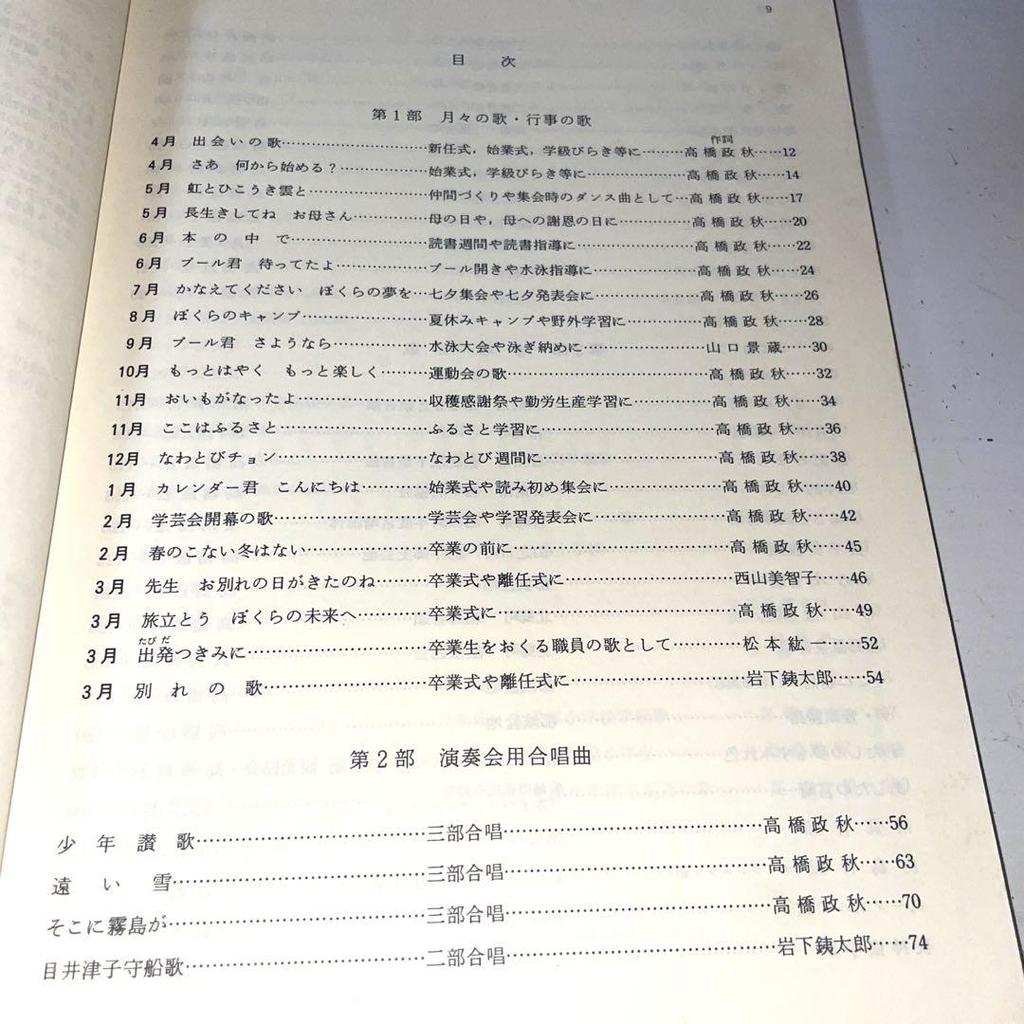 9
目 次
第1部 月々の歌・行事の歌
作詞
4月 出会いの歌……………新任式，始業式，学級びらき等に………高橋政秋……12
4月 さあ 何から始める？……………始業式，学級びらきに……………高橋政秋……14
5月 虹とひこうき雲と……………仲間づくりや集会時のダンス曲として…高橋政秋……17
5月 長生きしてね お母さん……………母の日や，母への謝恩の日に…………高橋政秋……20
6月 本の中で……………読書週間や読書指導に……………高橋政秋……22
6月 プール君 待ってたよ……………プール開きや水泳指導に……………高橋政秋……24
7月 かなえてください ぼくらの夢を…七夕集会や七夕発表会に……………高橋政秋……26
8月 ぼくらのキャンプ……………夏休みキャンプや野外学習に…………高橋政秋……28
9月 プール君 さようなら……………水泳大会や泳ぎ納めに……………山口景蔵……30
10月 もっとはやく もっと楽しく………運動会の歌……………高橋政秋……32
11月 おいもがなったよ……………収穫感謝祭や勤労生産学習に…………高橋政秋……34
11月 ここはふるさと……………ふるさと学習に……………高橋政秋……36
12月 なわとびチョン……………なわとび週間に……………高橋政秋……38
1月 カレンダー君 こんにちは…………始業式や読み初め集会に……………高橋政秋……40
2月 学芸会開幕の歌……………学芸会や学習発表会に……………高橋政秋……42
2月 春のこない冬はない……………卒業の前に……………高橋政秋……45
3月 先生 お別れの日がきたのね………卒業式や離任式に……………西山美智子……46
3月 旅立とう ぼくらの未来へ…………卒業式に……………高橋政秋……49
たびだ
3月 出発つきみに……………卒業生をおくる職員の歌として…………松本紘一……52
3月 別れの歌……………卒業式や離任式に……………岩下銕太郎……54
第2部 演奏会用合唱曲
少年讃歌……………三部合唱……………高橋政秋……56
遠い雪……………三部合唱……………高橋政秋……63
そこに霧島が……………三部合唱……………高橋政秋……70
目井津子守船歌……………二部合唱……………岩下銕太郎……74